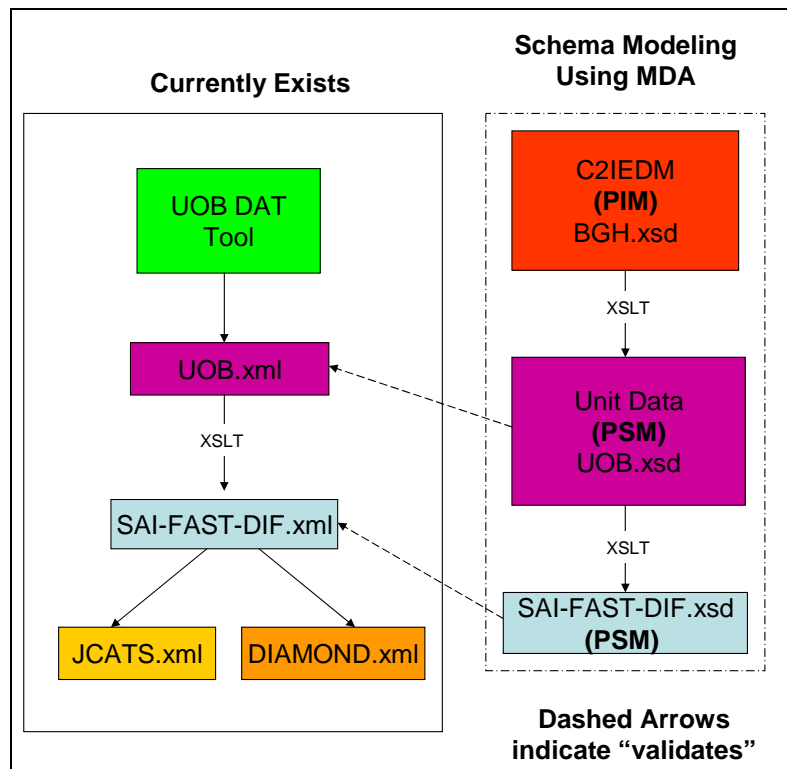 Currently Exists
UOB DAT
Tool
UOB.xml
XSLT
SAI-FAST-DIF.xml
JCATS.xml
DIAMOND.xml
Schema Modeling
Using MDA
C2IEDM
(PIM)
BGH.xsd
XSLT
Unit Data
(PSM)
UOB.xsd
XSLT
SAI-FAST-DIF.xsd
(PSM)
Dashed Arrows
indicate “validates”